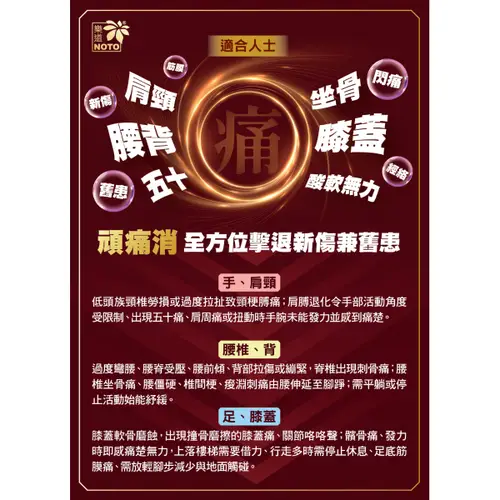 樂道
NOTO
適合人士
筋膜
肩頸
新傷
腰背
舊患
五十
痛
坐骨
閃痛
膝蓋
經絡
酸軟無力
頑痛消 全方位擊退新傷兼舊患
手、肩頸
低頭族頸椎勞損或過度拉扯致頸梗膊痛；肩膊退化令手部活動角度
受限制、出現五十痛、肩周痛或扭動時手腕未能發力並感到痛楚。
腰椎、背
過度彎腰、腰脊受壓、腰前傾、背部拉傷或繃緊，脊椎出現刺骨痛；腰
椎坐骨痛、腰僵硬、椎間梗、痠淵刺痛由腰伸延至腳踭；需平躺或停
止活動始能紓緩。
足、膝蓋
膝蓋軟骨磨蝕，出現撞骨磨擦的膝蓋痛、關節咯咯聲；髕骨痛、發力
時即感痛楚無力，上落樓梯需要借力、行走多時需停止休息、足底筋
膜痛、需放輕腳步減少與地面觸碰。